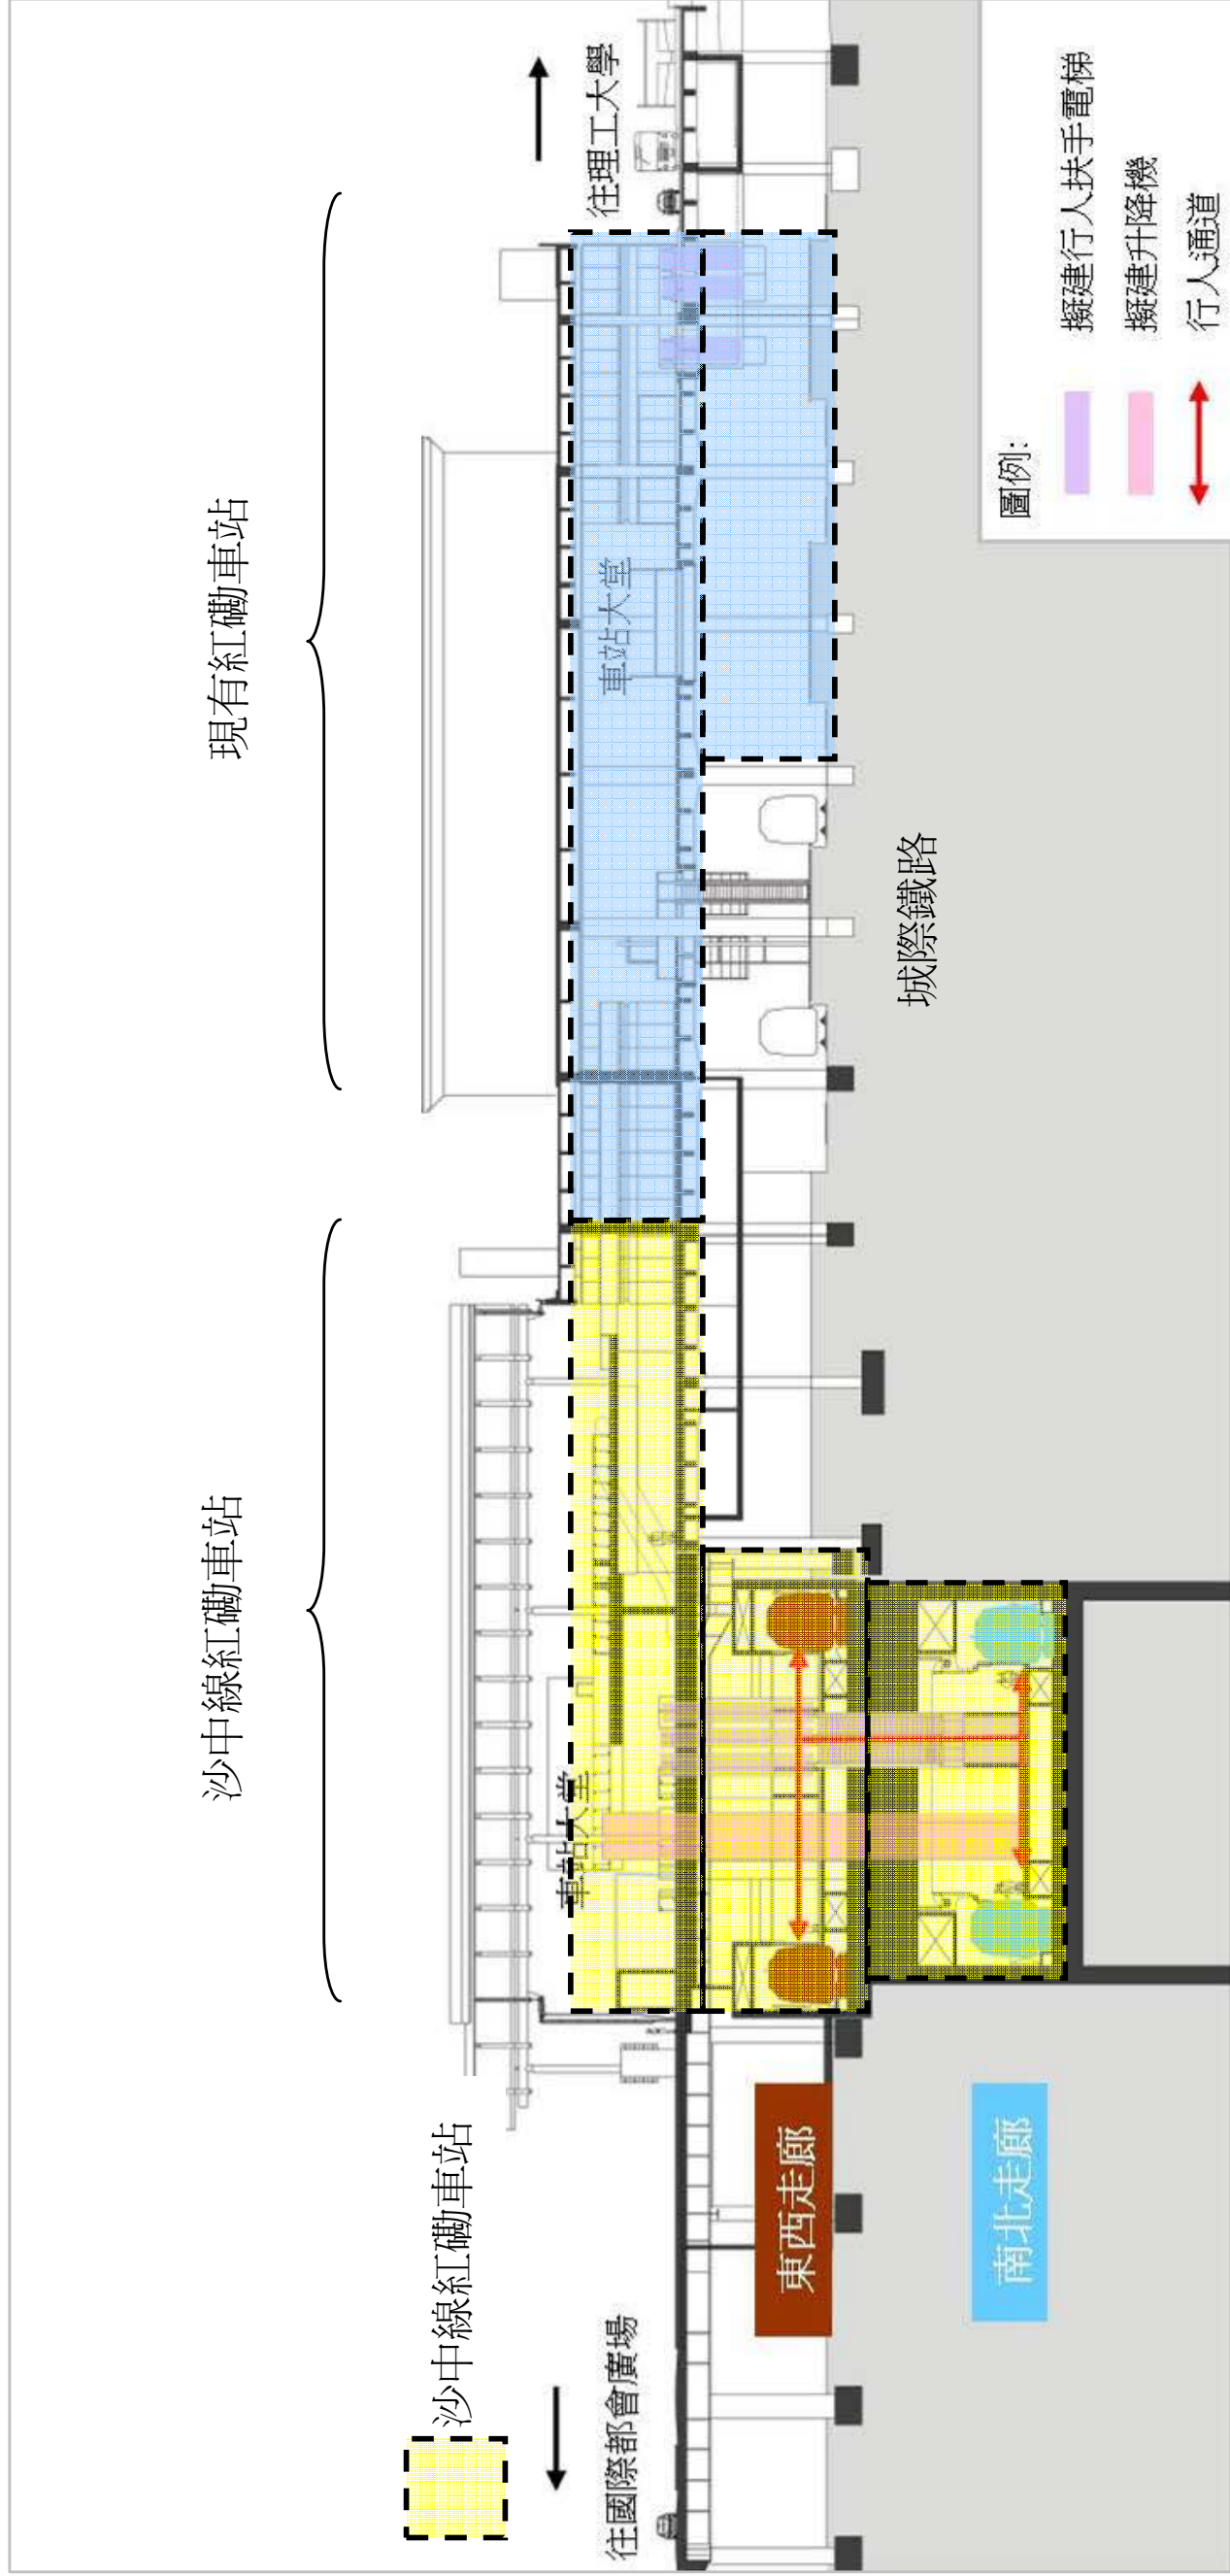 沙中線紅磡車站
現有紅磡車站
沙中線紅磡車站
往國際都會廣場
往理工大學
車站大堂
車站大堂
東西走廊
城際鐵路
南北走廊
圖例:
擬建行人扶手電梯
擬建升降機
行人通道